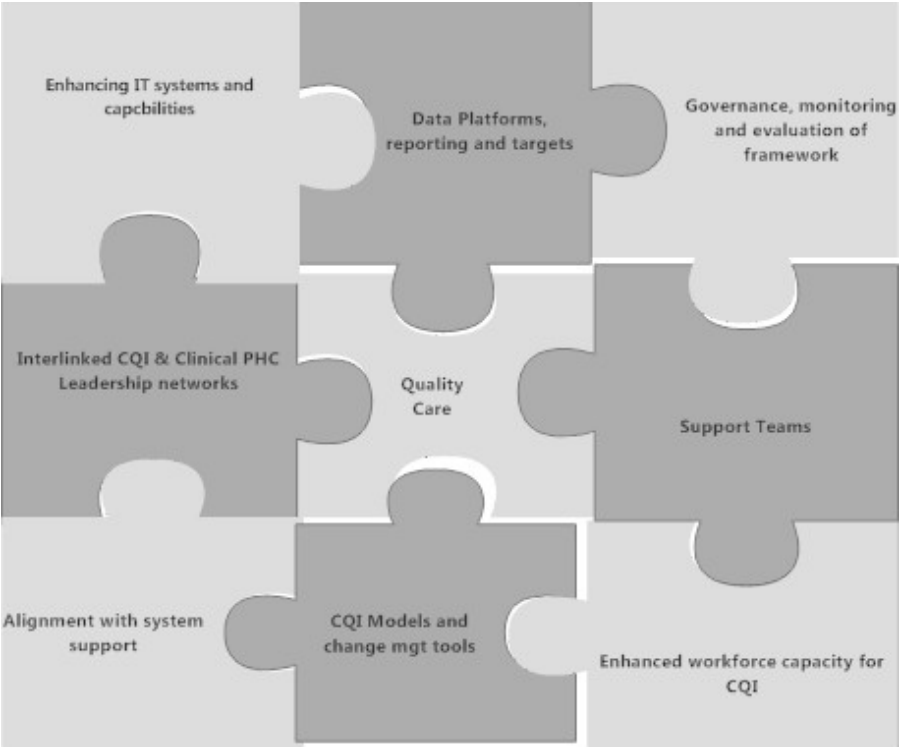 Enhancing IT systems and
capcbilities
Data Platforms,
reporting and targets
Governance, monitoring
and evaluation of
framework
Interlinked CQI & Clinical PHC
Leadership networks
Quality
Care
Support Teams
Alignment with system
support
CQI Models and
change mgt tools
Enhanced workforce capacity for
CQI